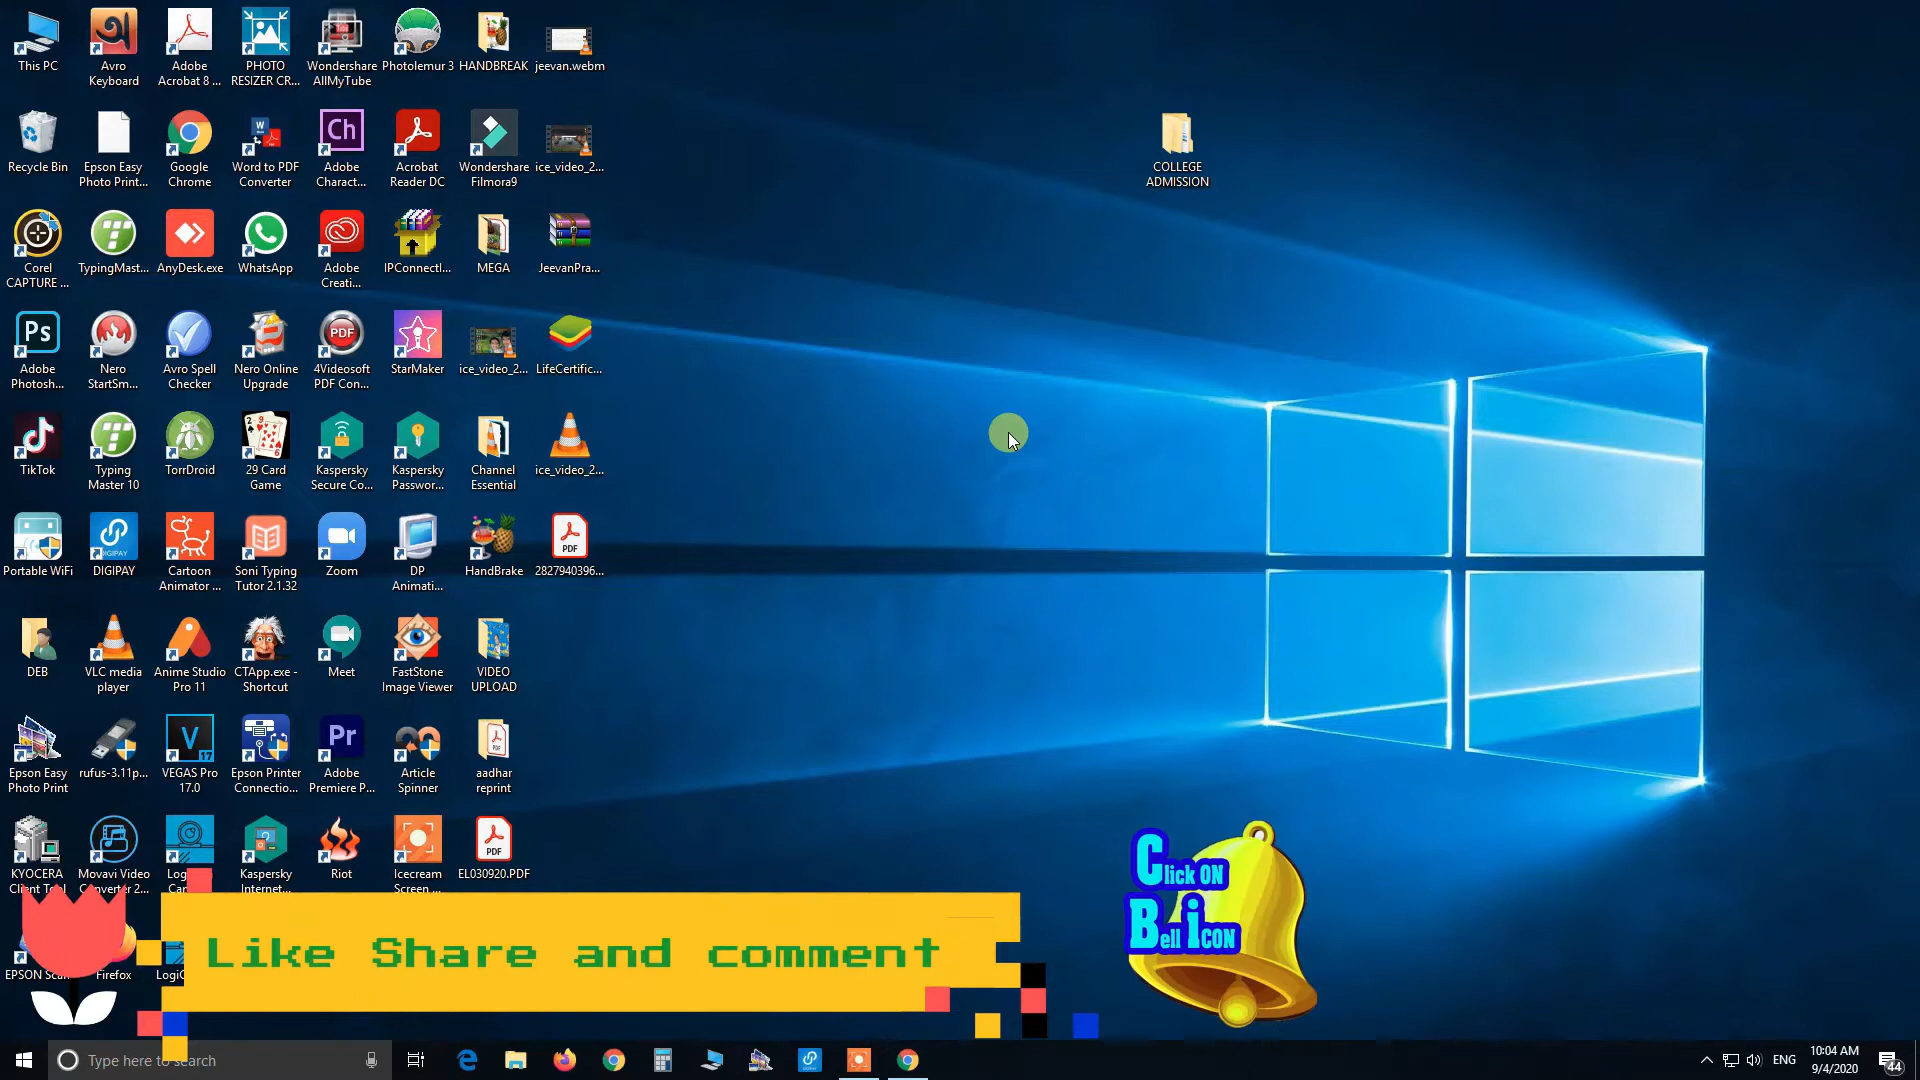 This PC
Avro
Keyboard
Adobe
Acrobat 8 ...
PHOTO
RESIZER CR...
Wondershare
AllMyTube
Photolemur 3
HANDBREAK
jeevan.webm
Recycle Bin
Epson Easy
Photo Print...
Google
Chrome
Word to PDF
Converter
Adobe
Charact...
Acrobat
Reader DC
Wondershare
Filmora9
ice_video_2...
COLLEGE
ADMISSION
Corel
CAPTURE ...
TypingMast...
AnyDesk.exe
WhatsApp
Adobe
Creati...
IPConnectI...
MEGA
JeevanPra...
Adobe
Photosh...
Nero
StartSm...
Avro Spell
Checker
Nero Online
Upgrade
4Videosoft
PDF Con...
StarMaker
ice_video_2...
LifeCertific...
TikTok
Typing
Master 10
TorrDroid
29 Card
Game
Kaspersky
Secure Co...
Kaspersky
Passwor...
Channel
Essential
ice_video_2...
Portable WiFi
DIGIPAY
Cartoon
Animator ...
Soni Typing
Tutor 2.1.32
Zoom
DP
Animati...
HandBrake
2827940396...
DEB
VLC media
player
Anime Studio
Pro 11
CTApp.exe -
Shortcut
Meet
FastStone
Image Viewer
VIDEO
UPLOAD
Epson Easy
Photo Print
rufus-3.11p...
VEGAS Pro
17.0
Epson Printer
Connectio...
Adobe
Premiere P...
Article
Spinner
aadhar
reprint
KYOCERA
Client Tool
Movavi Video
Converter 2...
Kaspersky
Internet...
Riot
Icecream
Screen ...
EL030920.PDF
EPSON Scan
Firefox
Like Share and comment
Click ON
Bell iCON
Type here to search
ENG
10:04 AM
9/4/2020
44